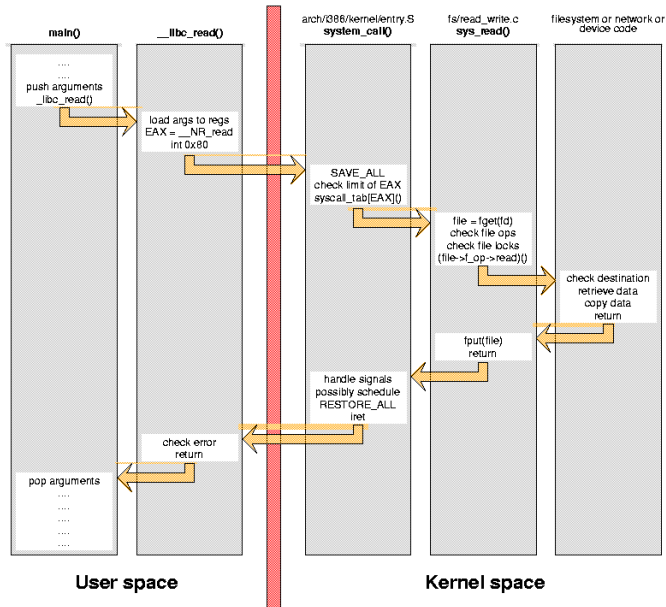 main()
__libc_read()
arch/i386/kernel/entry.S
system_call()
fs/read_write.c
sys_read()
filesystem or network or
device code
....
....
push arguments
_libc_read()
load args to regs
EAX = __NR_read
int 0x80
SAVE_ALL
check limit of EAX
syscall_tab[EAX]()
file = fget(fd)
check file ops
check file locks
(file->f_op->read)()
check destination
retrieve data
copy data
return
fput(file)
return
handle signals
possibly schedule
RESTORE_ALL
iret
check error
return
pop arguments
....
....
....
....
....
User space
Kernel space